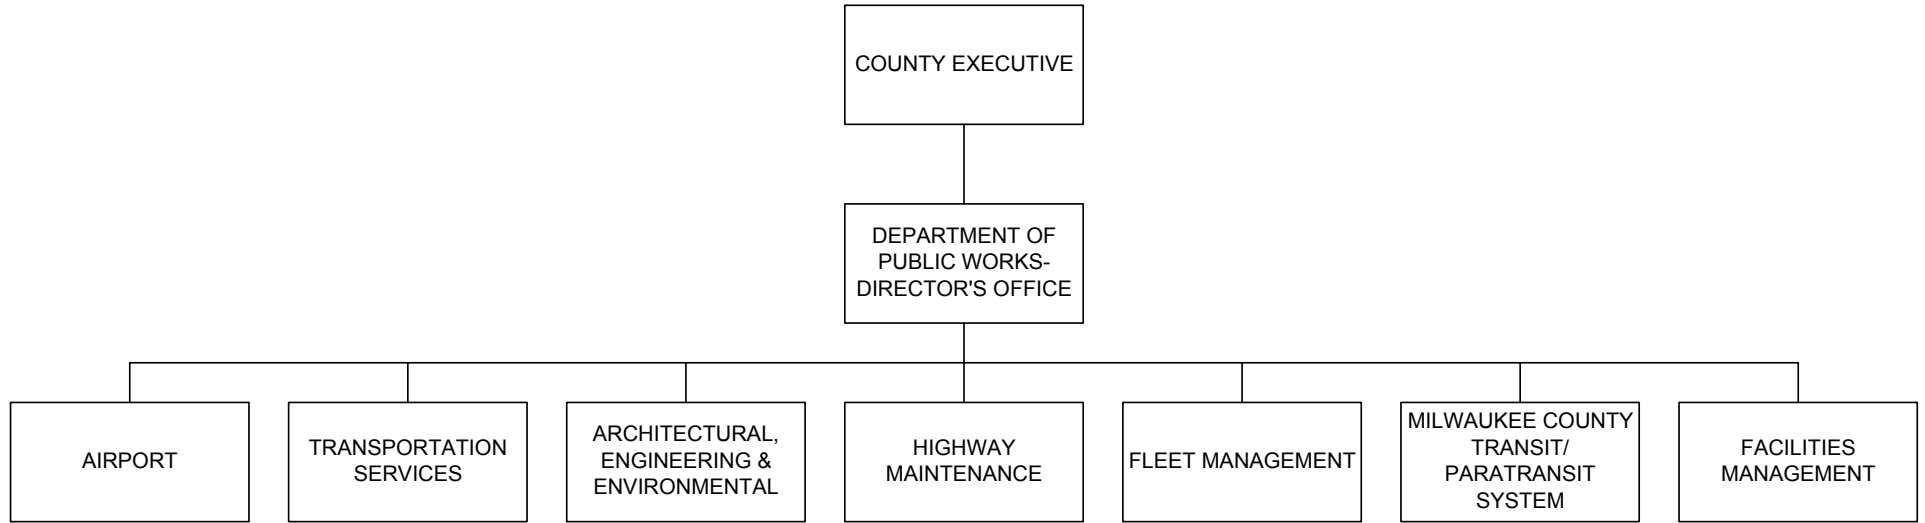 COUNTY EXECUTIVE
DEPARTMENT OF
PUBLIC WORKS-
DIRECTOR'S OFFICE
AIRPORT
TRANSPORTATION
SERVICES
ARCHITECTURAL,
ENGINEERING &
ENVIRONMENTAL
HIGHWAY
MAINTENANCE
FLEET MANAGEMENT
MILWAUKEE COUNTY
TRANSIT/
PARATRANSIT
SYSTEM
FACILITIES
MANAGEMENT